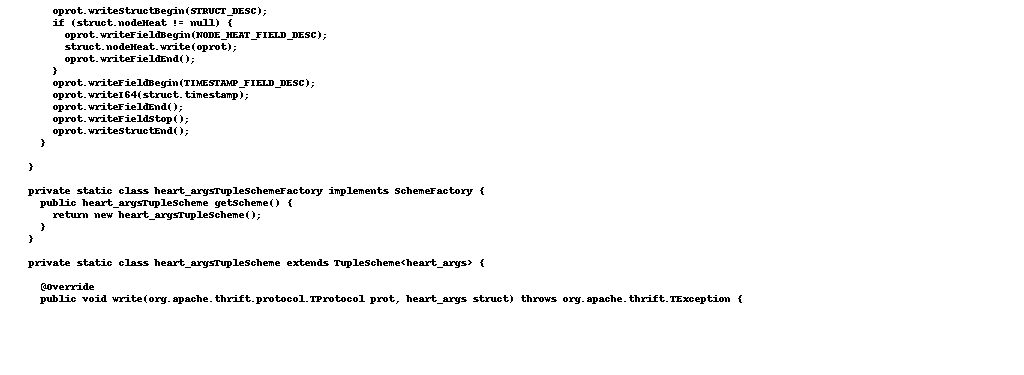 oprot.writeStructBegin(STRUCT_DESC);
if (struct.nodeHeat != null) {
oprot.writeFieldBegin(NODE_HEAT_FIELD_DESC);
struct.nodeHeat.write(oprot);
oprot.writeFieldEnd();
}
oprot.writeFieldBegin(TIMESTAMP_FIELD_DESC);
oprot.writeI64(struct.timestamp);
oprot.writeFieldEnd();
oprot.writeFieldStop();
oprot.writeStructEnd();
}
}
private static class heart_argsTupleSchemeFactory implements SchemeFactory {
public heart_argsTupleScheme getScheme() {
return new heart_argsTupleScheme();
}
}
private static class heart_argsTupleScheme extends TupleScheme<heart_args> {
@Override
public void write(org.apache.thrift.protocol.TProtocol prot, heart_args struct) throws org.apache.thrift.TException {